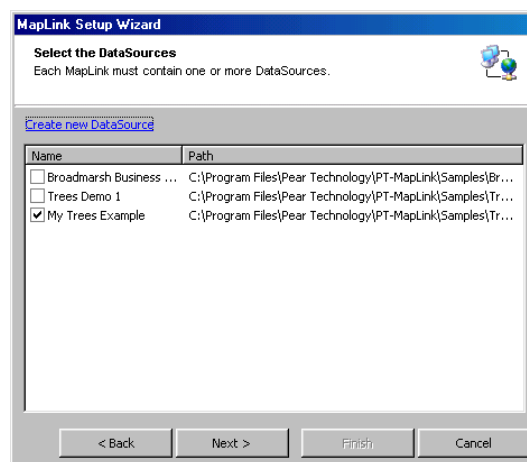 MapLink Setup Wizard
Select the DataSources
Each MapLink must contain one or more DataSources.
Create new DataSource
Name Path
Broadmarsh Business ... C:\Program Files\Pear Technology\PT-MapLink\Samples\Br...
Trees Demo 1 C:\Program Files\Pear Technology\PT-MapLink\Samples\Tr...
My Trees Example C:\Program Files\Pear Technology\PT-MapLink\Samples\Tr...
< Back Next > Finish Cancel